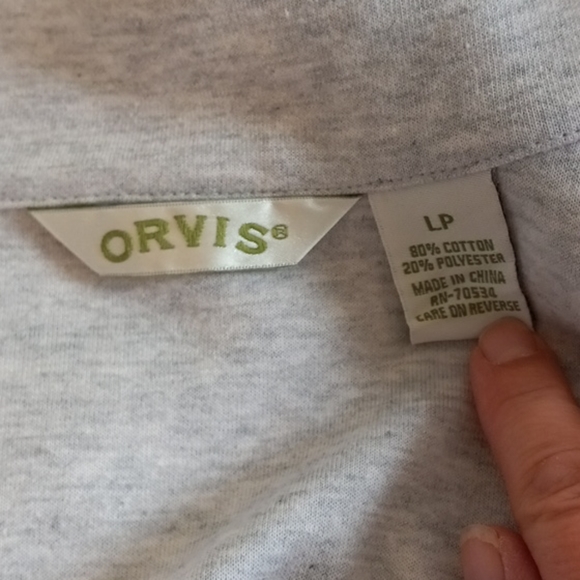 ORVIS®
LP
80% COTTON
20% POLYESTER
MADE IN CHINA
RN-70534
CARE ON REVERSE